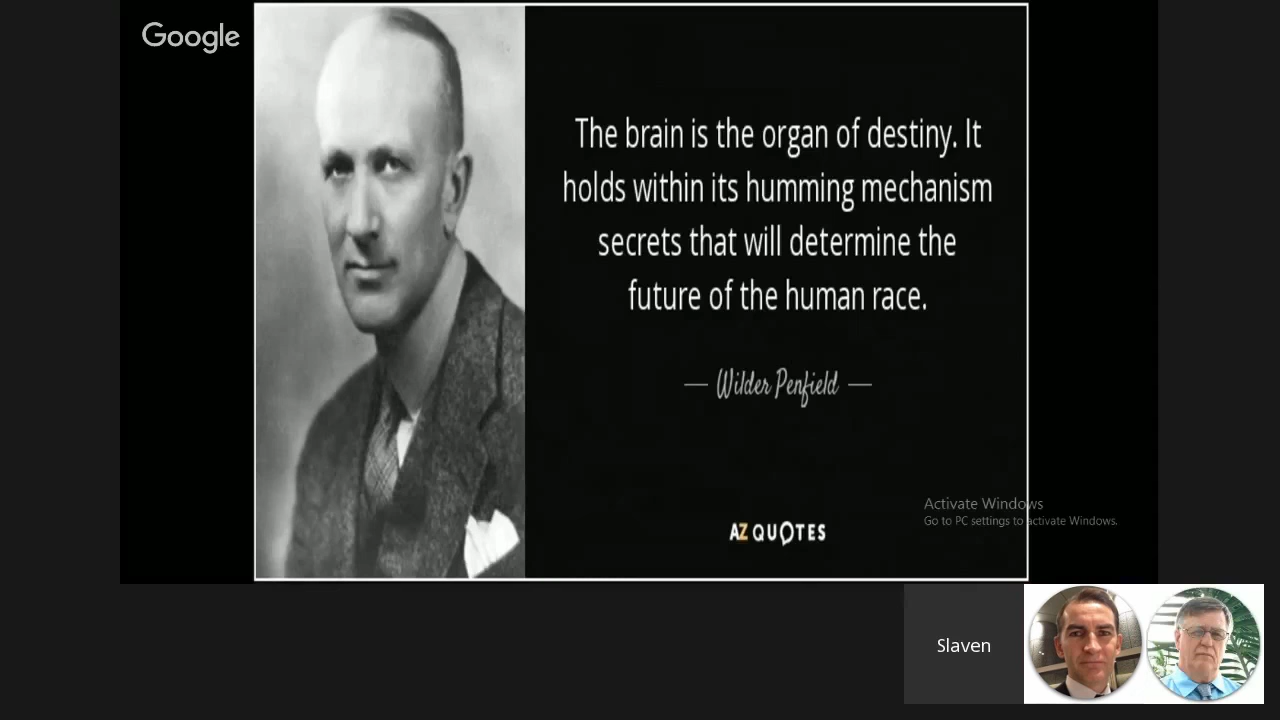 Google
The brain is the organ of destiny. It
holds within its humming mechanism
secrets that will determine the
future of the human race.
— Wilder Penfield —
AZ QUOTES
Activate Windows
Go to PC settings to activate Windows.
Slaven